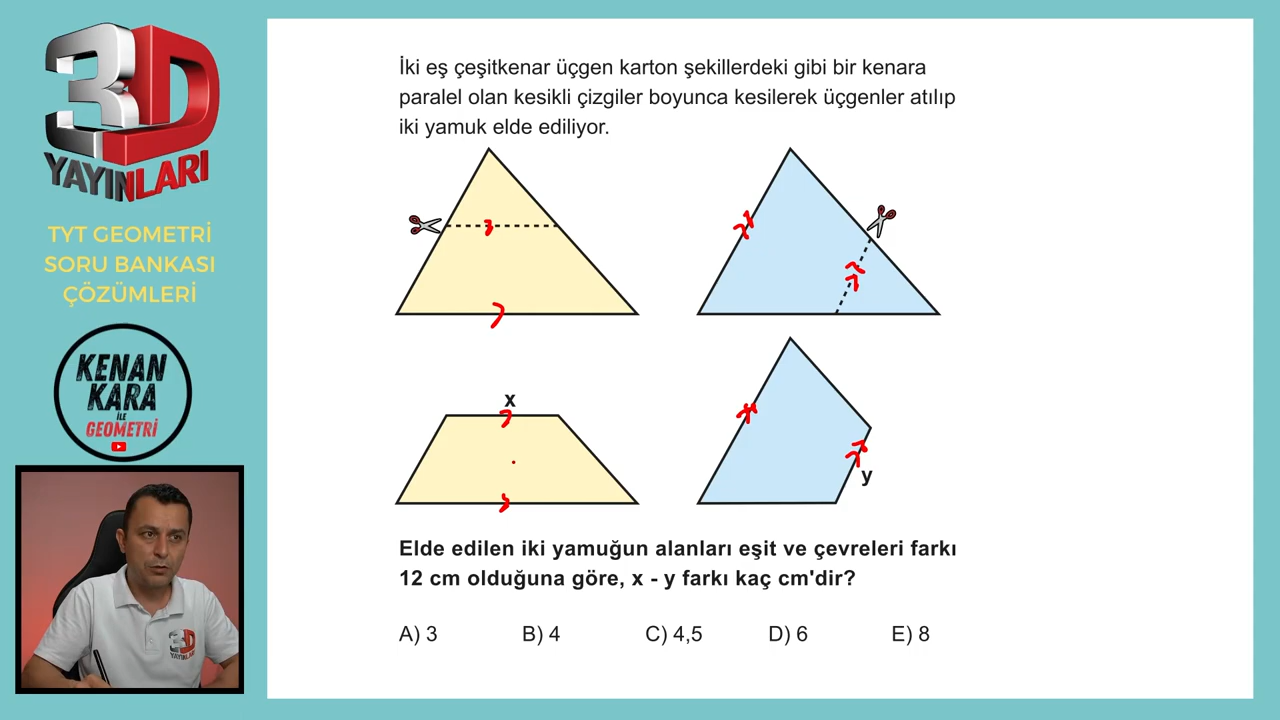 3D
YAYINLARI
TYT GEOMETRİ
SORU BANKASI
ÇÖZÜMLERİ
KENAN
KARA
İLE
GEOMETRİ
İki eş çeşitkenar üçgen karton şekillerdeki gibi bir kenara
paralel olan kesikli çizgiler boyunca kesilerek üçgenler atılıp
iki yamuk elde ediliyor.
x
y
Elde edilen iki yamuğun alanları eşit ve çevreleri farkı
12 cm olduğuna göre, x - y farkı kaç cm'dir?
A) 3 B) 4 C) 4,5 D) 6 E) 8
3D
YAYINLARI